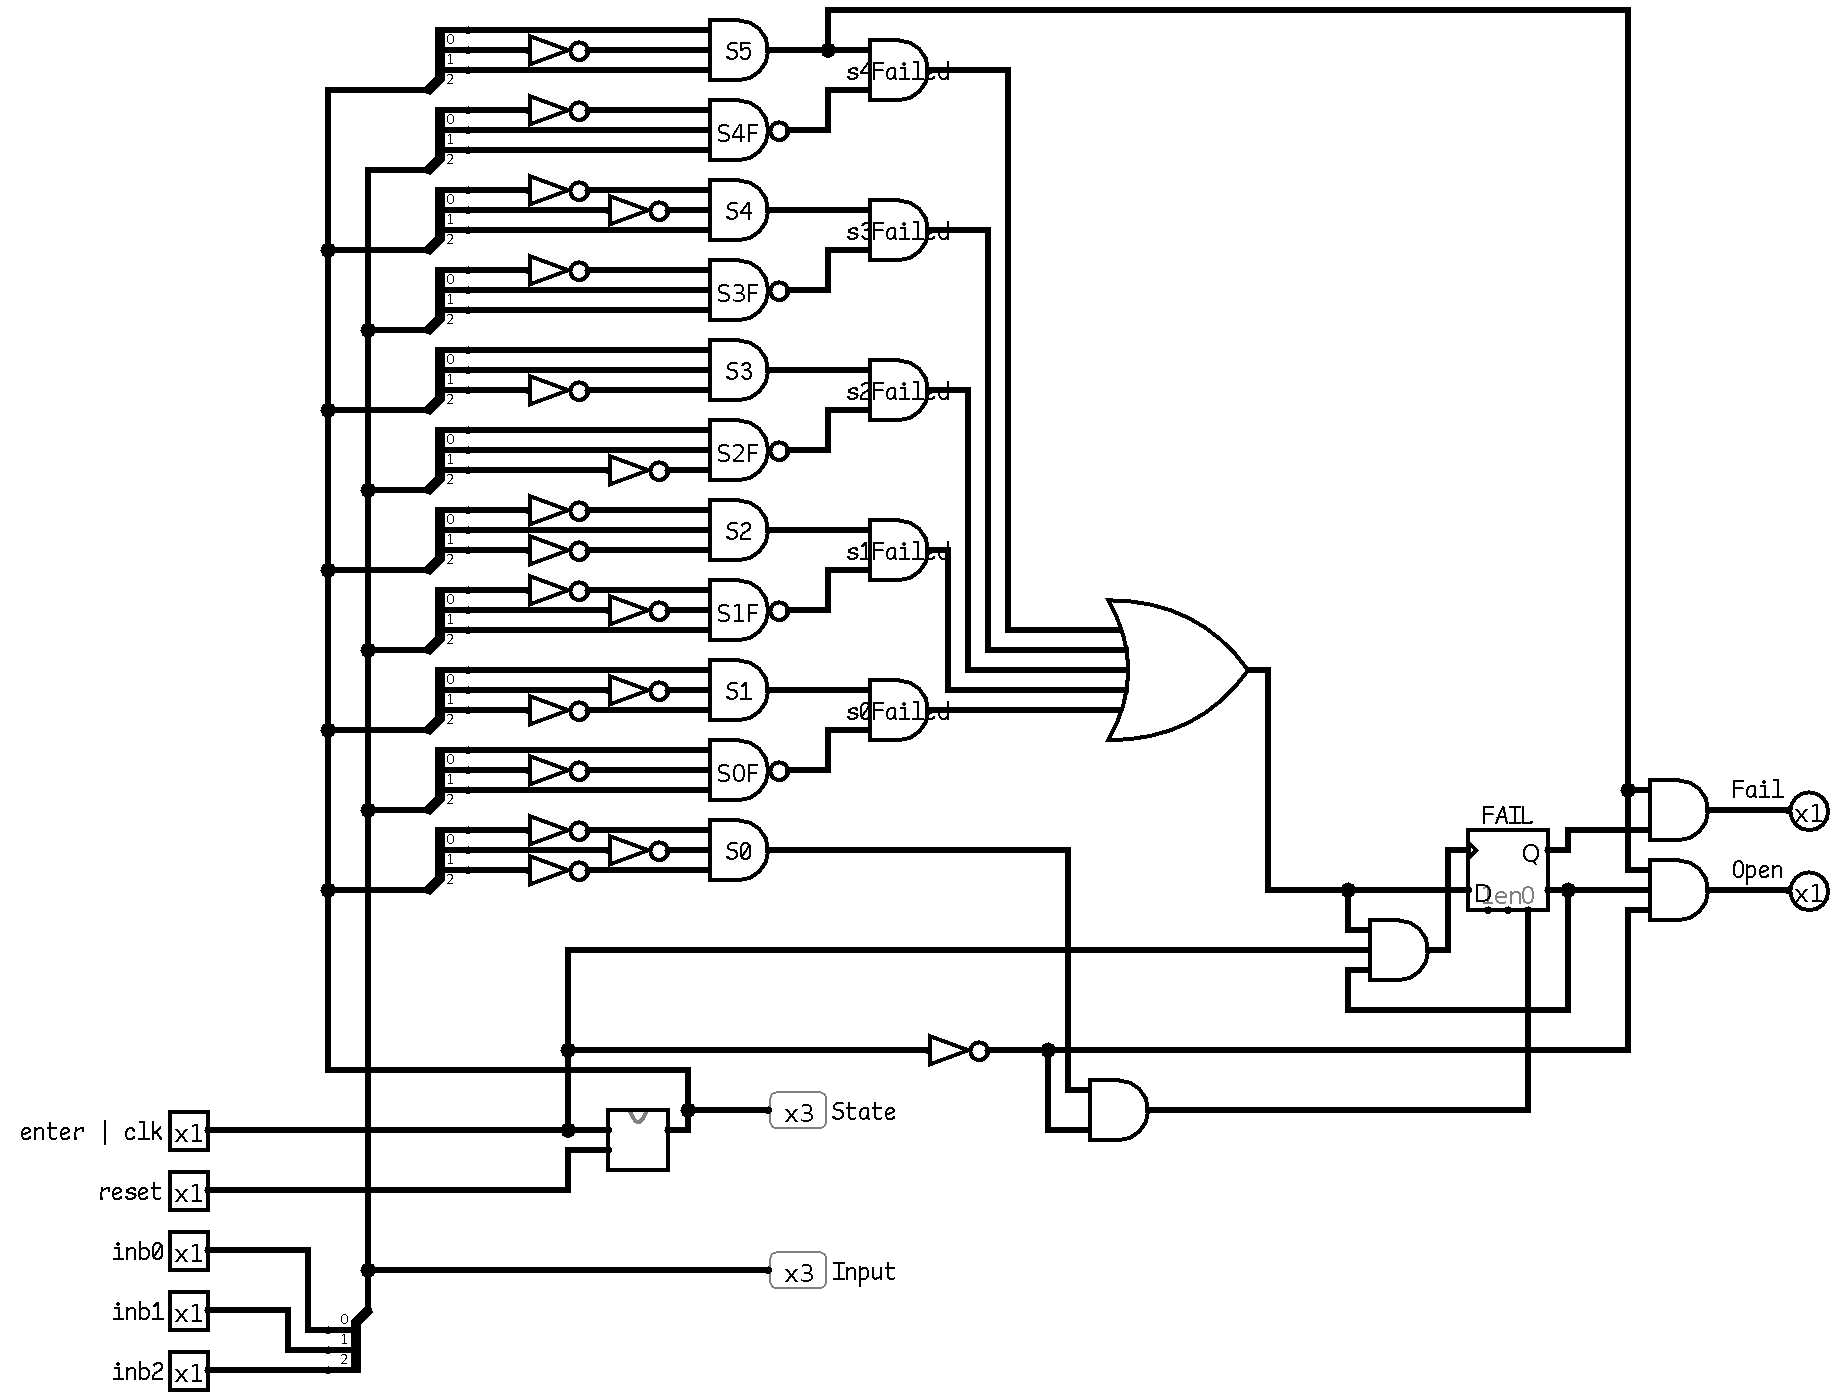 0
1
2
S5
s4Failed
0
1
2
S4F
0
1
2
S4
s3Failed
0
1
2
S3F
0
1
2
S3
s2Failed
0
1
2
S2F
0
1
2
S2
s1Failed
0
1
2
S1F
0
1
2
S1
s0Failed
0
1
2
S0F
0
1
2
S0
FAIL
Q
D
en0
Fail
x1
Open
x1
enter | clk x1
x3 State
reset x1
inb0 x1
x3 Input
inb1 x1
inb2 x1
0
1
2